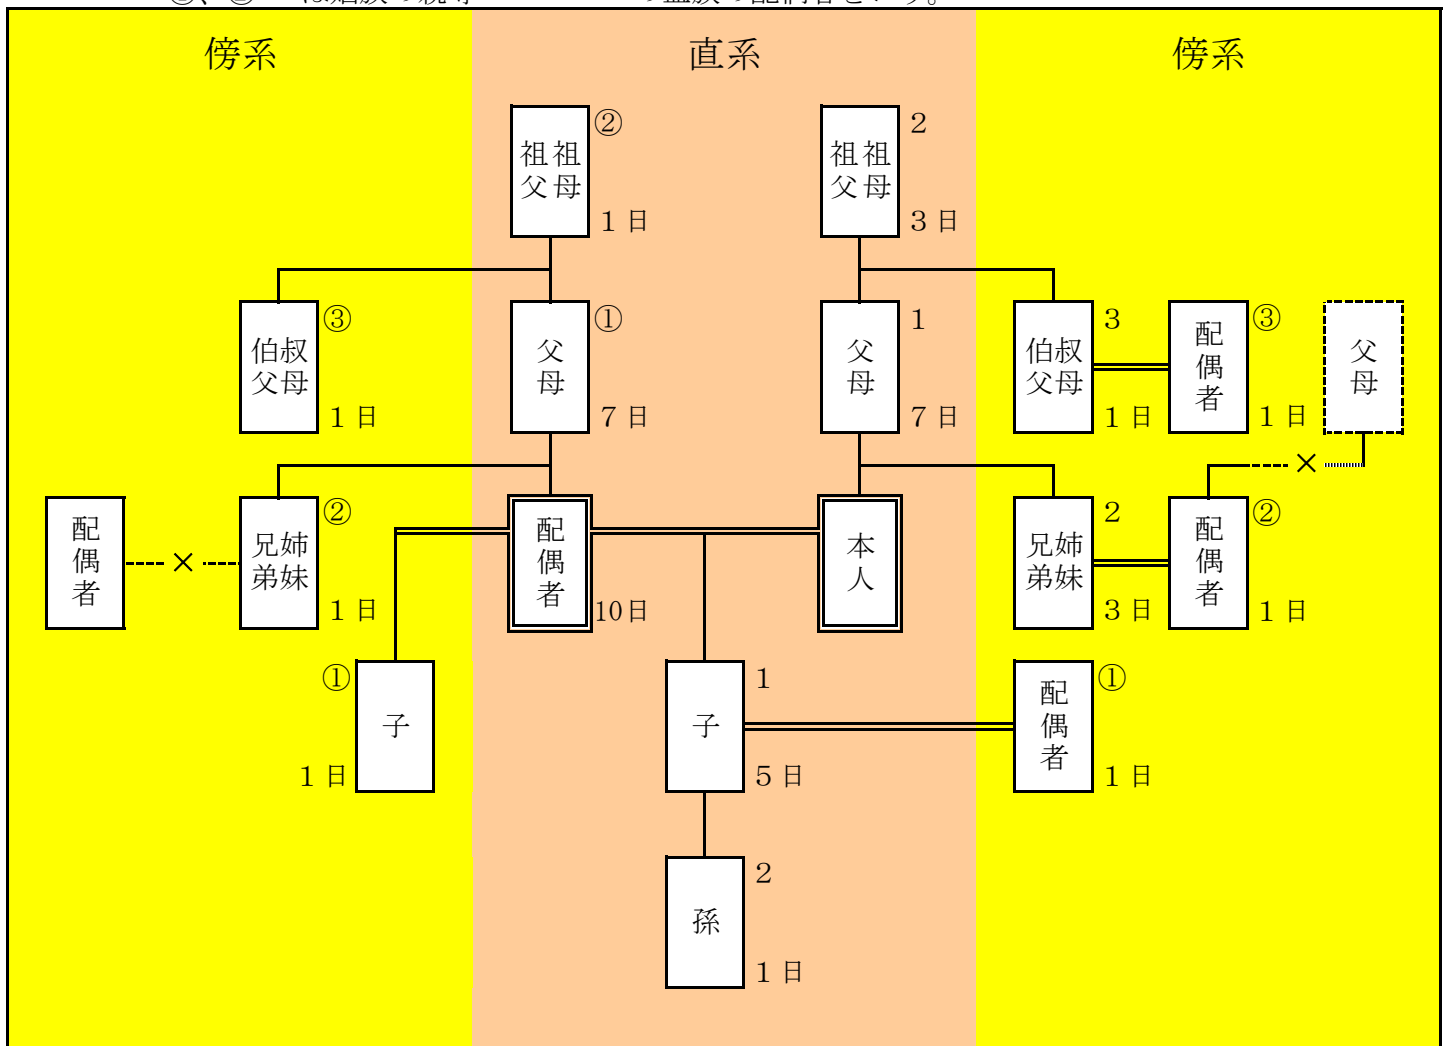 傍系
直系
傍系
祖父 祖母
②
1日
祖父 祖母
2
3日
伯父 叔母
③
1日
父母
①
7日
父母
1
7日
伯叔父母
3
1日
配偶者
③
1日
父母
配偶者
×
兄弟姉妹
②
1日
配偶者
10日
本人
兄弟姉妹
2
3日
配偶者
②
1日
×
①
子
1日
子
1
5日
配偶者
①
1日
孫
2
1日